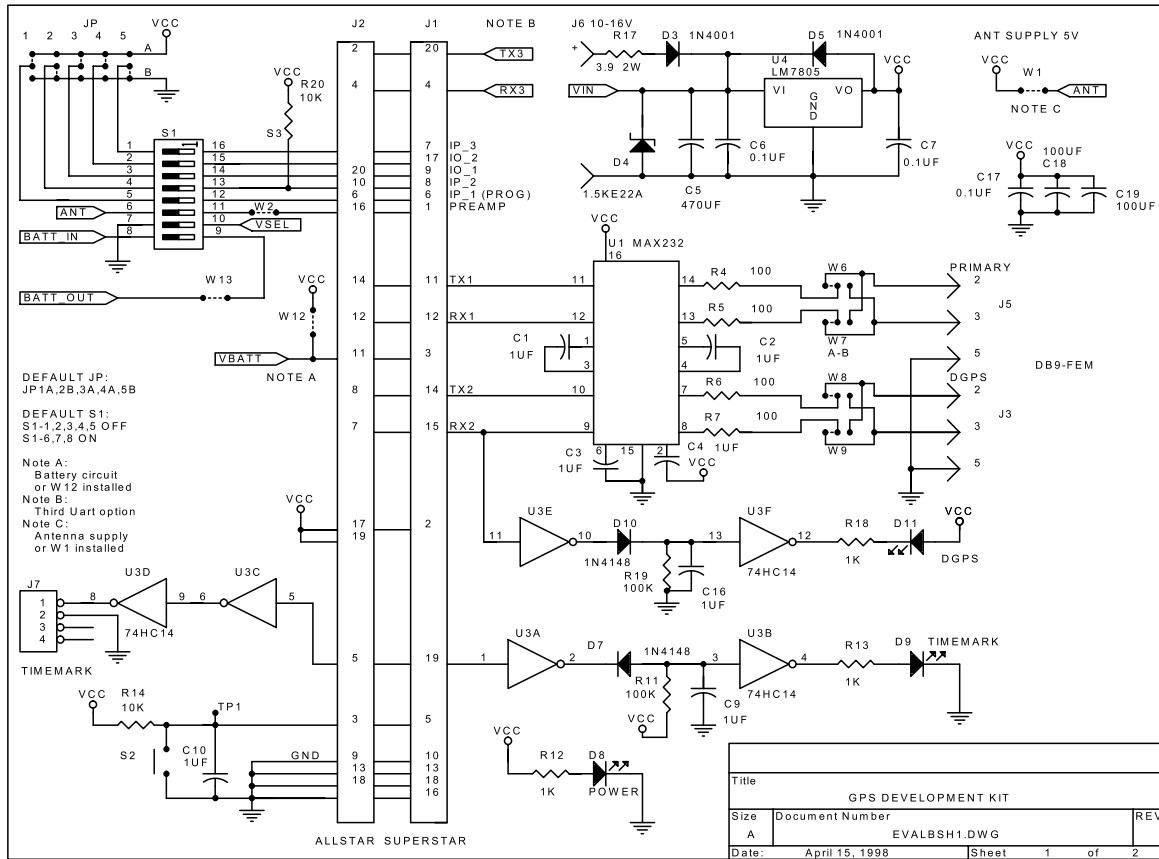 JP
1 2 3 4 5
VCC
A
B
J2
J1
NOTE B
2
20
TX3
4
4
RX3
VCC
R20
10K
S3
S1
1
2
3
4
5
6
7
8
16
15
14
13
12
11
10
9
1
20
10
6
16
7 IP_3
17 IO_2
9 IO_1
8 IP_2
6 IP_1 (PROG)
1 PREAMP
ANT
W2
VSEL
BATT_IN
W13
BATT_OUT
VCC
W12
VBATT
NOTE A
14
11 TX1
12
12 RX1
11
3
8
14 TX2
7
15 RX2
17
19
2
5
19
3
5
9
13
18
10
13
18
16
ALLSTAR SUPERSTAR
J6 10-16V
+
R17
3.9 2W
D3 1N4001
D5 1N4001
U4
LM7805
VI
VO
GND
VCC
VIN
D4
1.5KE22A
C5
470UF
C6
0.1UF
C7
0.1UF
ANT SUPPLY 5V
VCC
W1
ANT
NOTE C
VCC
100UF
C18
C17
0.1UF
C19
100UF
VCC
U1 MAX232
16
11
12
1
3
10
9
14
13
5
4
7
8
6
15
2
C1
1UF
C2
1UF
C3
1UF
C4
1UF
VCC
R4 100
R5 100
R6 100
R7 100
W6
W7
A-B
W8
W9
PRIMARY
2
J5
3
5
DB9-FEM
DGPS
2
J3
3
5
DEFAULT JP:
JP1A,2B,3A,4A,5B
DEFAULT S1:
S1-1,2,3,4,5 OFF
S1-6,7,8 ON
Note A:
Battery circuit
or W12 installed
Note B:
Third Uart option
Note C:
Antenna supply
or W1 installed
VCC
J7
1
2
3
4
TIMEMARK
8
U3D
74HC14
9 6
U3C
5
U3E
11
10
D10
1N4148
R19
100K
C16
1UF
13
U3F
12
74HC14
R18
1K
D11
VCC
DGPS
U3A
1
2
D7
1N4148
R11
100K
VCC
C9
1UF
3
U3B
4
74HC14
R13
1K
D9 TIMEMARK
VCC
R14
10K
TP1
S2
C10
1UF
GND
VCC
R12
1K
D8
POWER
Title
GPS DEVELOPMENT KIT
Size Document Number REV
A EVALBSH1.DWG
Date: April 15, 1998 Sheet 1 of 2